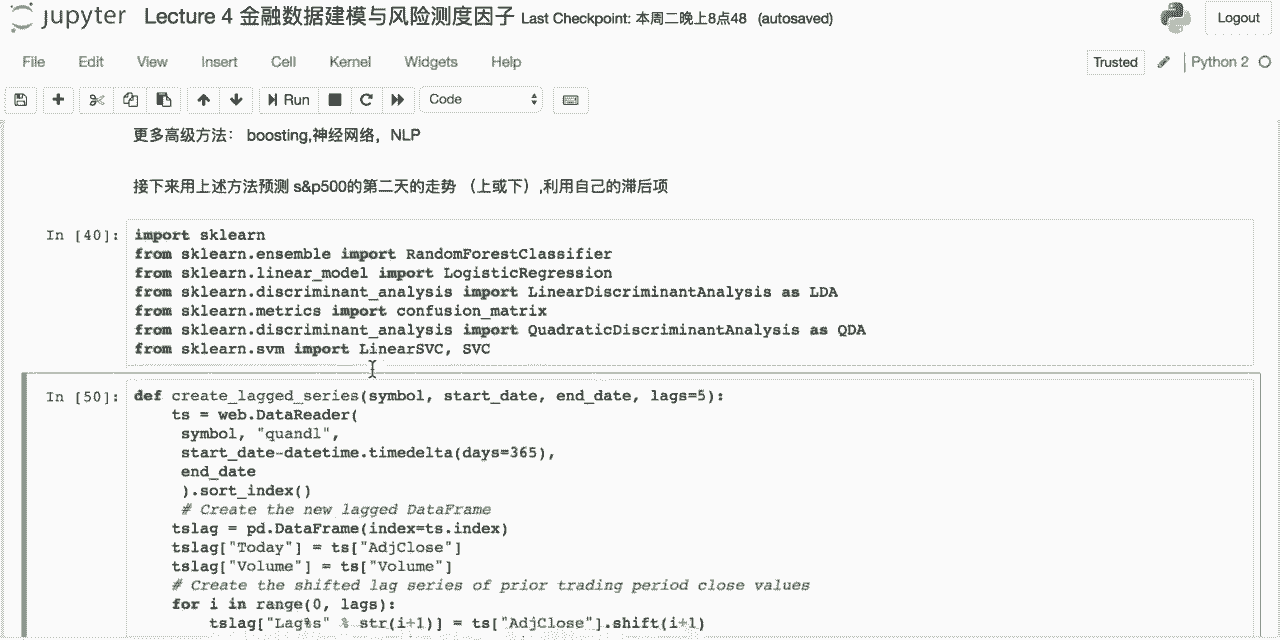 jupyter Lecture 4 金融数据建模与风险测度因子 Last Checkpoint: 本周二晚上8点48 (autosaved)
Logout
File Edit View Insert Cell Kernel Widgets Help
Trusted Python 2
Run Code
更多高级方法： boosting,神经网络，NLP
接下来用上述方法预测 s&p500的第二天的走势 （上或下）,利用自己的滞后项
In [40]: import sklearn
from sklearn.ensemble import RandomForestClassifier
from sklearn.linear_model import LogisticRegression
from sklearn.discriminant_analysis import LinearDiscriminantAnalysis as LDA
from sklearn.metrics import confusion_matrix
from sklearn.discriminant_analysis import QuadraticDiscriminantAnalysis as QDA
from sklearn.svm import LinearSVC, SVC
In [50]: def create_lagged_series(symbol, start_date, end_date, lags=5):
ts = web.DataReader(
symbol, "quandl",
start_date-datetime.timedelta(days=365),
end_date
).sort_index()
# Create the new lagged DataFrame
tslag = pd.DataFrame(index=ts.index)
tslag["Today"] = ts["AdjClose"]
tslag["Volume"] = ts["Volume"]
# Create the shifted lag series of prior trading period close values
for i in range(0, lags):
tslag["Lag%s" % str(i+1)] = ts["AdjClose"].shift(i+1)